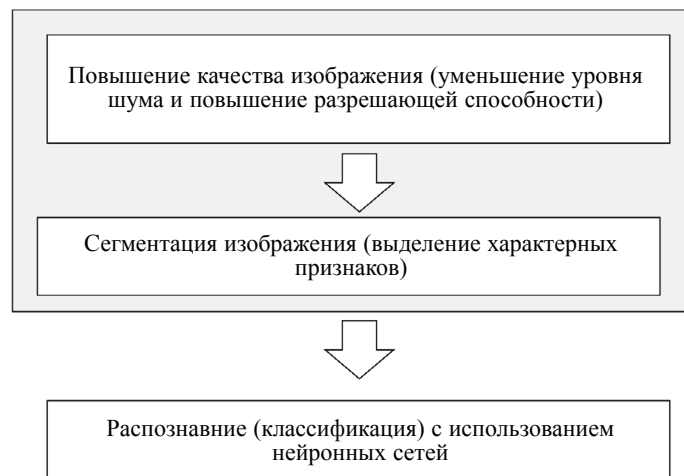 Повышение качества изображения (уменьшение уровня
шума и повышение разрешающей способности)
Сегментация изображения (выделение характерных
признаков)
Распознавние (классификация) с использованием
нейронных сетей